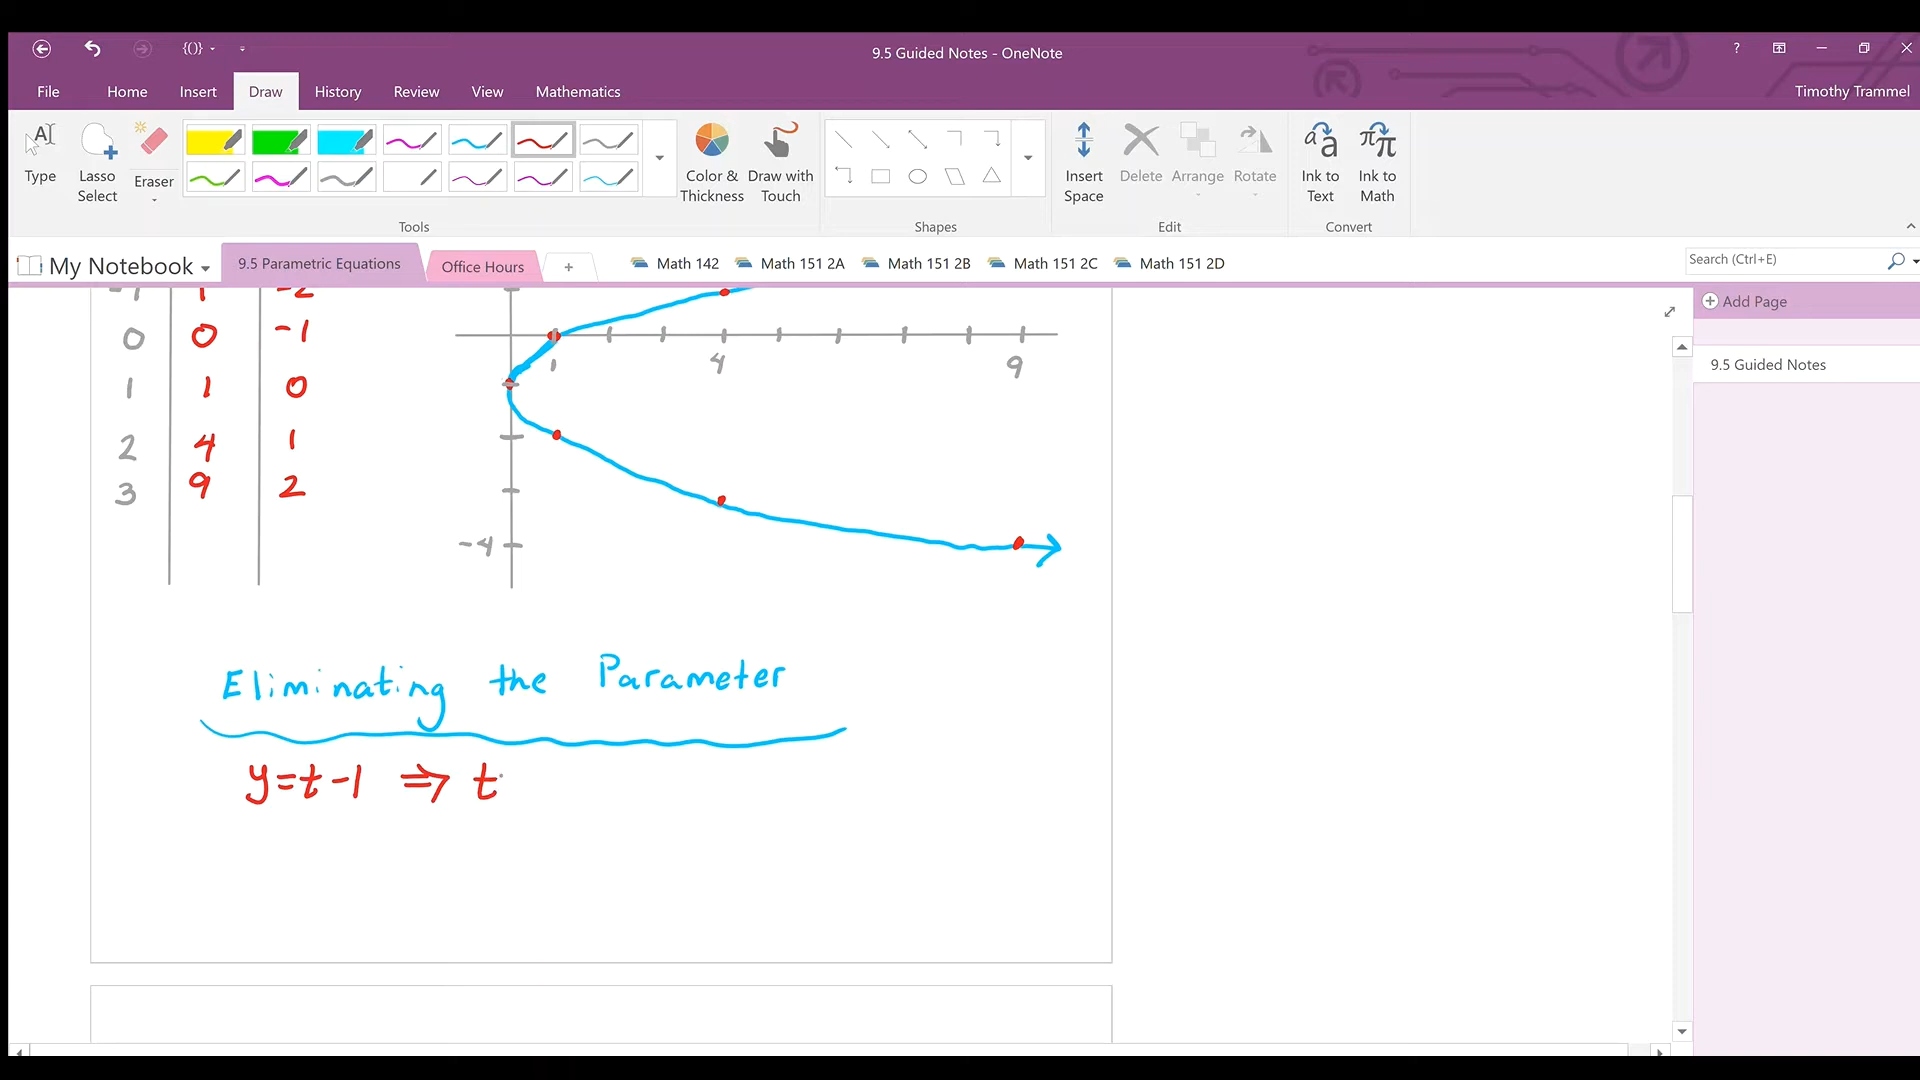 9.5 Guided Notes - OneNote
File Home Insert Draw History Review View Mathematics Timothy Trammel
Type
Lasso Select
Eraser
Color & Thickness
Draw with Touch
Insert Space
Delete
Arrange
Rotate
Ink to Text
Ink to Math
Tools Shapes Edit Convert
My Notebook 9.5 Parametric Equations Office Hours + Math 142 Math 151 2A Math 151 2B Math 151 2C Math 151 2D Search (Ctrl+E)
Add Page
9.5 Guided Notes
-1 1 -2
0 0 -1
1 1 0
2 4 1
3 9 2
1 4 9
-4
Eliminating the Parameter
y=t-1 ⇒ t